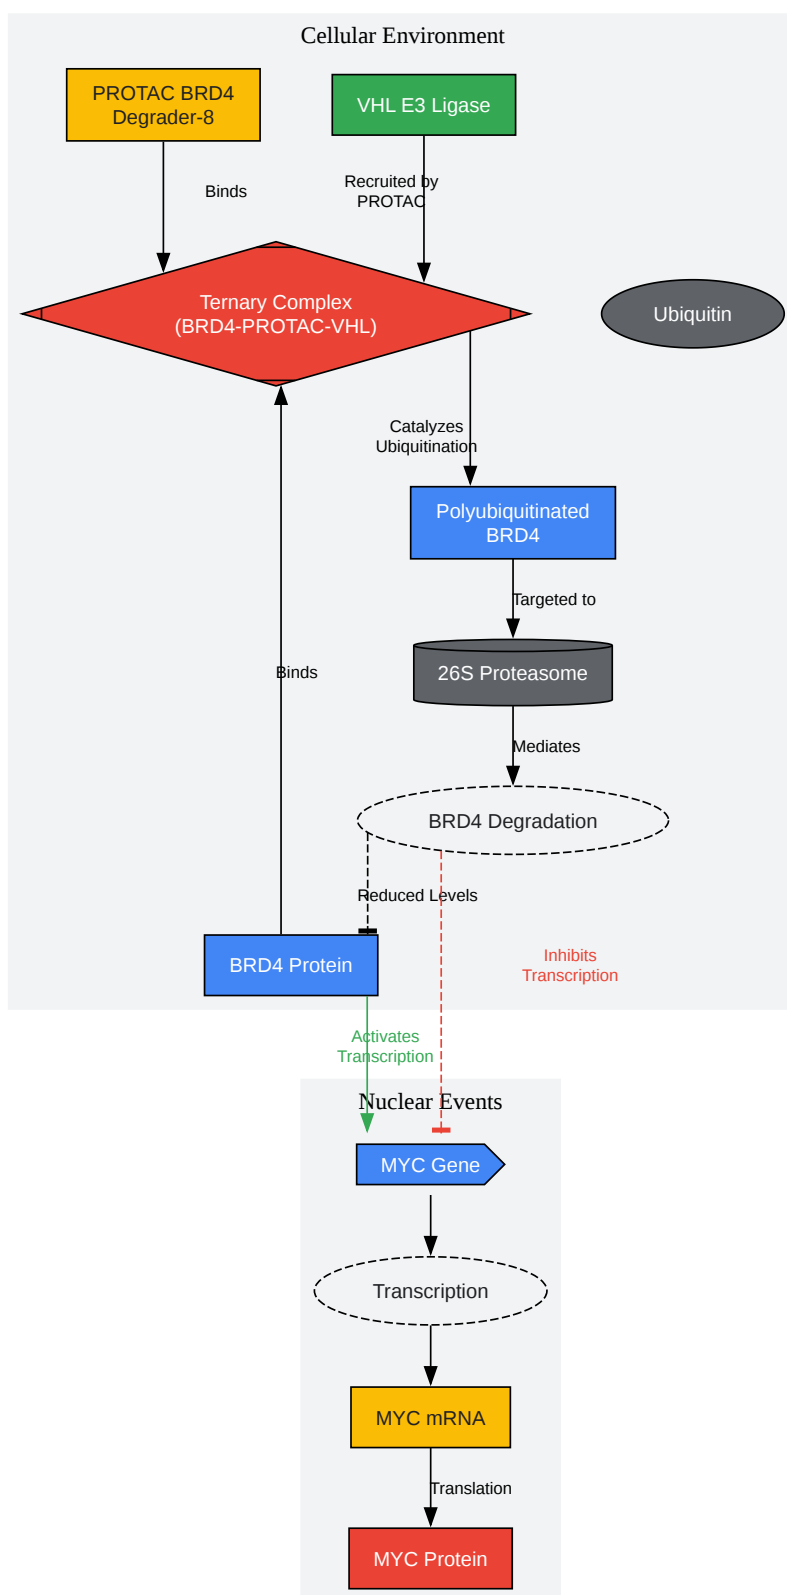 Cellular Environment
PROTAC BRD4
Degrader-8
VHL E3 Ligase
Binds
Recruited by
PROTAC
Ternary Complex
(BRD4-PROTAC-VHL)
Ubiquitin
Catalyzes
Ubiquitination
Polyubiquitinated
BRD4
Targeted to
Binds
26S Proteasome
Mediates
BRD4 Degradation
Reduced Levels
BRD4 Protein
Inhibits
Transcription
Activates
Transcription
Nuclear Events
MYC Gene
Transcription
MYC mRNA
Translation
MYC Protein